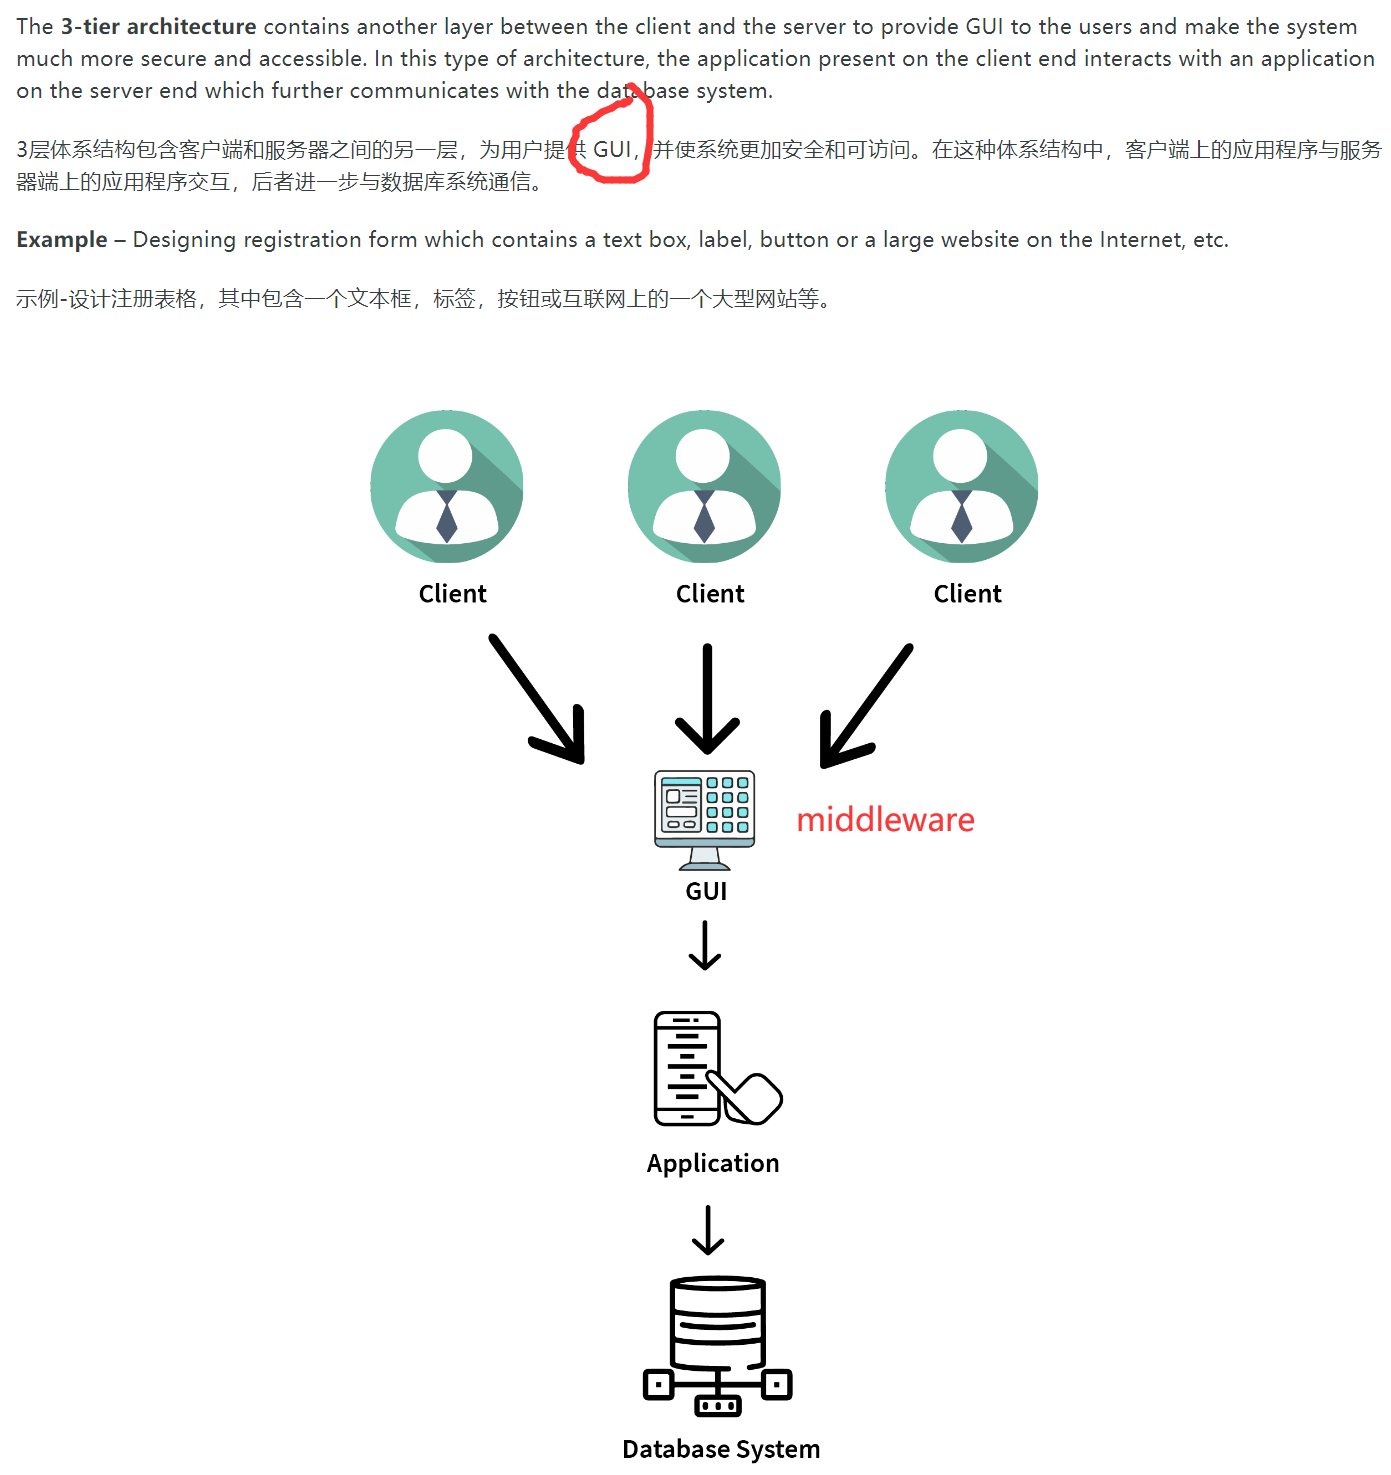 The 3-tier architecture contains another layer between the client and the server to provide GUI to the users and make the system
much more secure and accessible. In this type of architecture, the application present on the client end interacts with an application
on the server end which further communicates with the database system.
3层体系结构包含客户端和服务器之间的另一层，为用户提供 GUI，并使系统更加安全和可访问。在这种体系结构中，客户端上的应用程序与服务
器端上的应用程序交互，后者进一步与数据库系统通信。
Example – Designing registration form which contains a text box, label, button or a large website on the Internet, etc.
示例-设计注册表格，其中包含一个文本框，标签，按钮或互联网上的一个大型网站等。
Client
Client
Client
middleware
GUI
Application
Database System